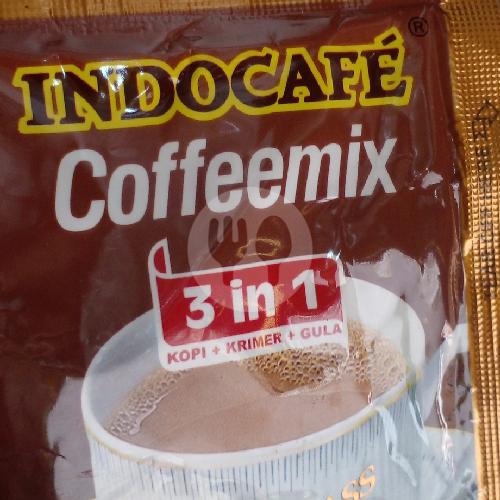 INDOCAFÉ®
Coffeemix
3 in 1
KOPI + KRIMER + GULA